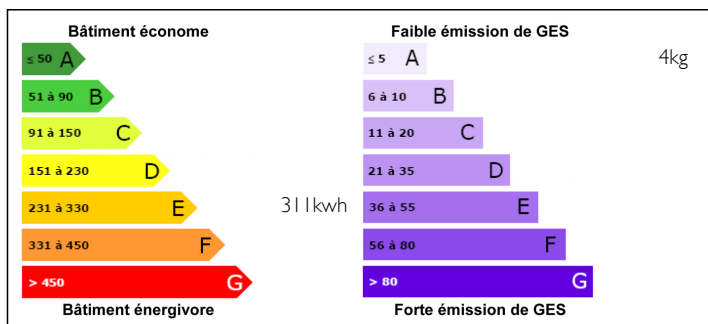 Bâtiment économe
≤ 50 A
51 à 90 B
91 à 150 C
151 à 230 D
231 à 330 E
311kwh
331 à 450 F
> 450 G
Bâtiment énergivore
Faible émission de GES
≤ 5 A
4kg
6 à 10 B
11 à 20 C
21 à 35 D
36 à 55 E
56 à 80 F
> 80 G
Forte émission de GES